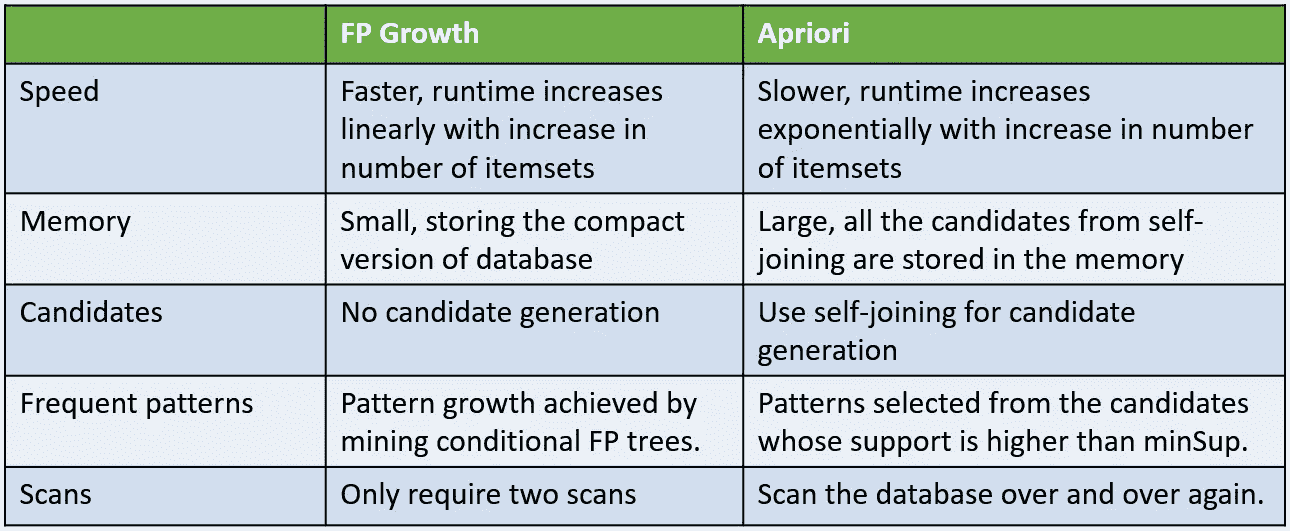 FP Growth
Apriori
Speed
Faster, runtime increases
linearly with increase in
number of itemsets
Slower, runtime increases
exponentially with increase in number
of itemsets
Memory
Small, storing the compact
version of database
Large, all the candidates from self-
joining are stored in the memory
Candidates
No candidate generation
Use self-joining for candidate
generation
Frequent patterns
Pattern growth achieved by
mining conditional FP trees.
Patterns selected from the candidates
whose support is higher than minSup.
Scans
Only require two scans
Scan the database over and over again.